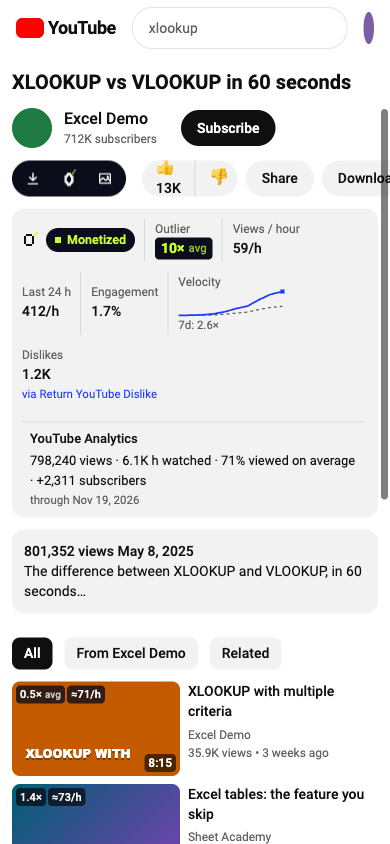 YouTube
xlookup
XLOOKUP vs VLOOKUP in 60 seconds
Excel Demo
712K subscribers
Subscribe
13K
Share
Downloa
Monetized
Outlier
10× avg
Views / hour
59/h
Last 24 h
412/h
Engagement
1.7%
Velocity
7d: 2.6×
Dislikes
1.2K
via Return YouTube Dislike
YouTube Analytics
798,240 views · 6.1K h watched · 71% viewed on average
· +2,311 subscribers
through Nov 19, 2026
801,352 views May 8, 2025
The difference between XLOOKUP and VLOOKUP, in 60
seconds…
All
From Excel Demo
Related
0.5× avg
≈71/h
XLOOKUP WITH
8:15
XLOOKUP with multiple
criteria
Excel Demo
35.9K views • 3 weeks ago
1.4×
≈73/h
Excel tables: the feature you
skip
Sheet Academy